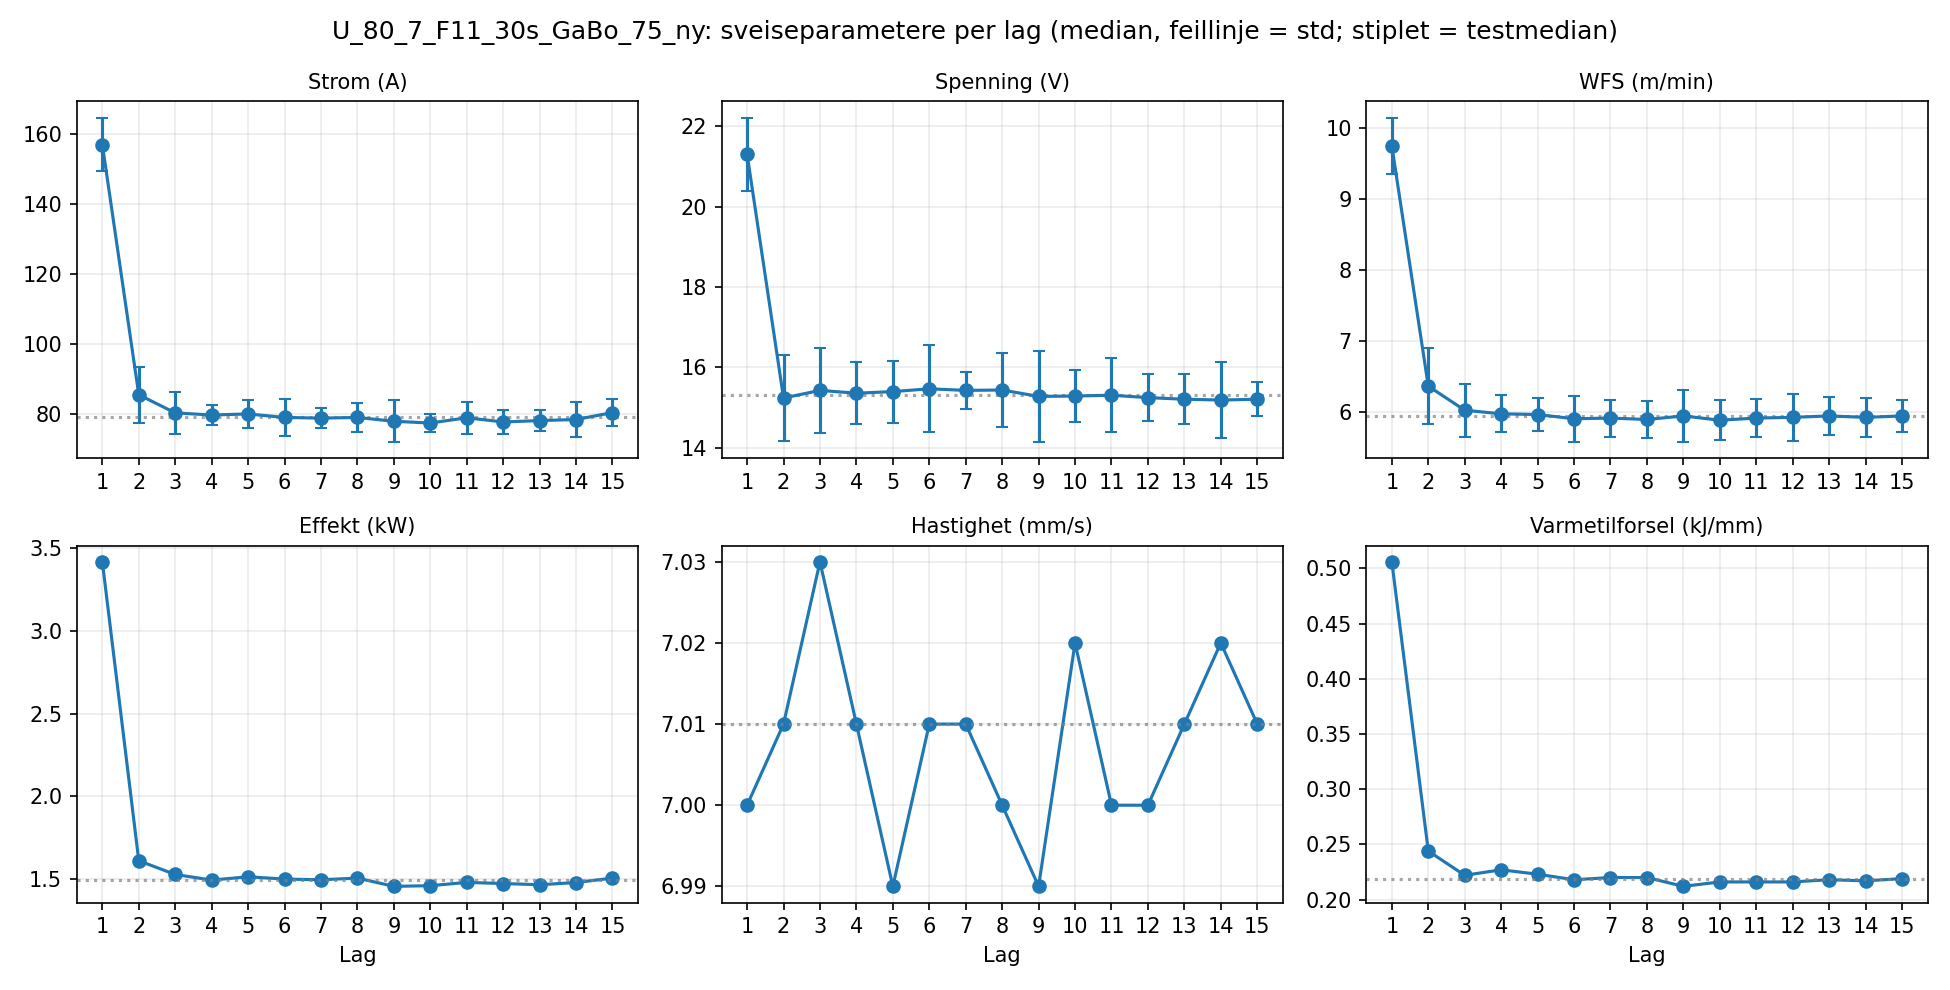 U_80_7_F11_30s_GaBo_75_ny: sveiseparametere per lag (median, feillinje = std; stiplet = testmedian)
Strom (A)
160
140
120
100
80
1 2 3 4 5 6 7 8 9 10 11 12 13 14 15
Spenning (V)
22
20
18
16
14
1 2 3 4 5 6 7 8 9 10 11 12 13 14 15
WFS (m/min)
10
9
8
7
6
1 2 3 4 5 6 7 8 9 10 11 12 13 14 15
Effekt (kW)
3.5
3.0
2.5
2.0
1.5
1 2 3 4 5 6 7 8 9 10 11 12 13 14 15
Lag
Hastighet (mm/s)
7.03
7.02
7.01
7.00
6.99
1 2 3 4 5 6 7 8 9 10 11 12 13 14 15
Lag
Varmetilforsel (kJ/mm)
0.50
0.45
0.40
0.35
0.30
0.25
0.20
1 2 3 4 5 6 7 8 9 10 11 12 13 14 15
Lag